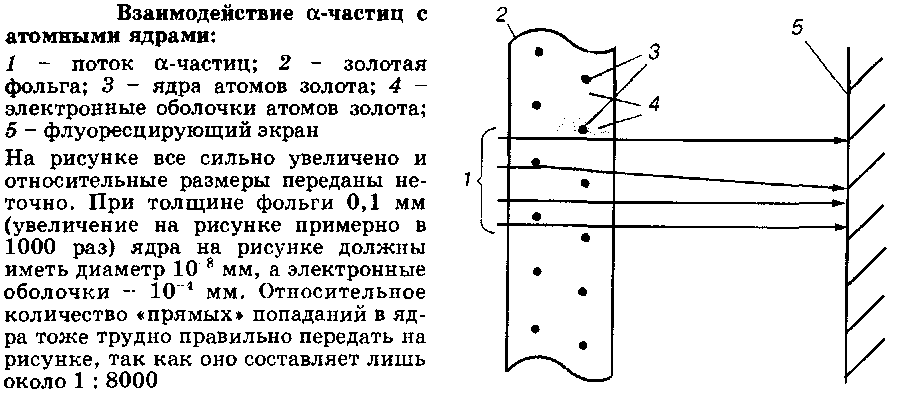 Взаимодействие α-частиц с
атомными ядрами:
1 – поток α-частиц; 2 – золотая
фольга; 3 – ядра атомов золота; 4 –
электронные оболочки атомов золота;
5 – флуоресцирующий экран
На рисунке все сильно увеличено и
относительные размеры переданы не-
точно. При толщине фольги 0,1 мм
(увеличение на рисунке примерно в
1000 раз) ядра на рисунке должны
иметь диаметр 10⁻⁸ мм, а электронные
оболочки – 10⁻⁴ мм. Относительное
количество «прямых» попаданий в яд-
ра тоже трудно правильно передать на
рисунке, так как оно составляет лишь
около 1 : 8000
2
3
4
5
1